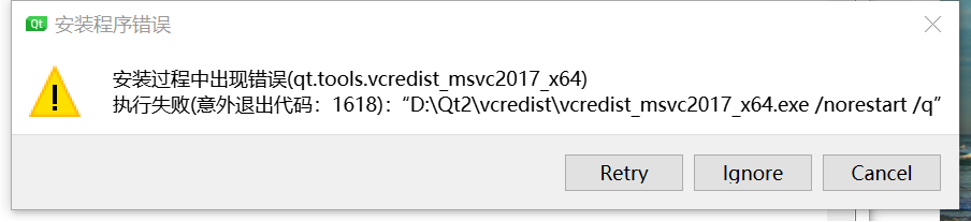 Qt 安装程序错误
安装过程中出现错误(qt.tools.vcredist_msvc2017_x64)
执行失败(意外退出代码：1618)：“D:\Qt2\vcredist\vcredist_msvc2017_x64.exe /norestart /q”
Retry Ignore Cancel